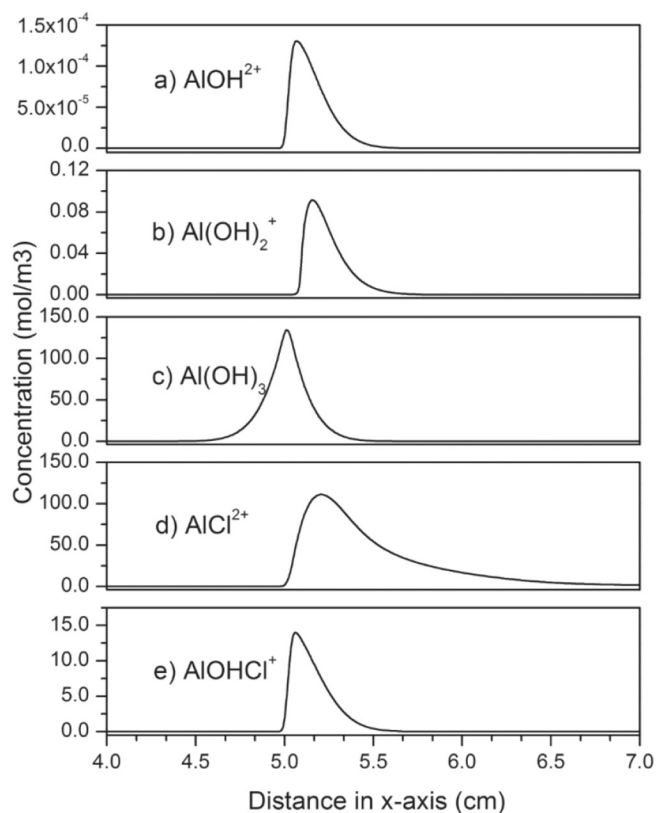 1.5x10⁻⁴
1.0x10⁻⁴
5.0x10⁻⁵
0.0
a) AlOH²⁺
0.12
0.08
0.04
0.00
b) Al(OH)₂⁺
150.0
100.0
50.0
0.0
c) Al(OH)₃
150.0
100.0
50.0
0.0
d) AlCl²⁺
15.0
10.0
5.0
0.0
e) AlOHCl⁺
Concentration (mol/m3)
4.0 4.5 5.0 5.5 6.0 6.5 7.0
Distance in x-axis (cm)